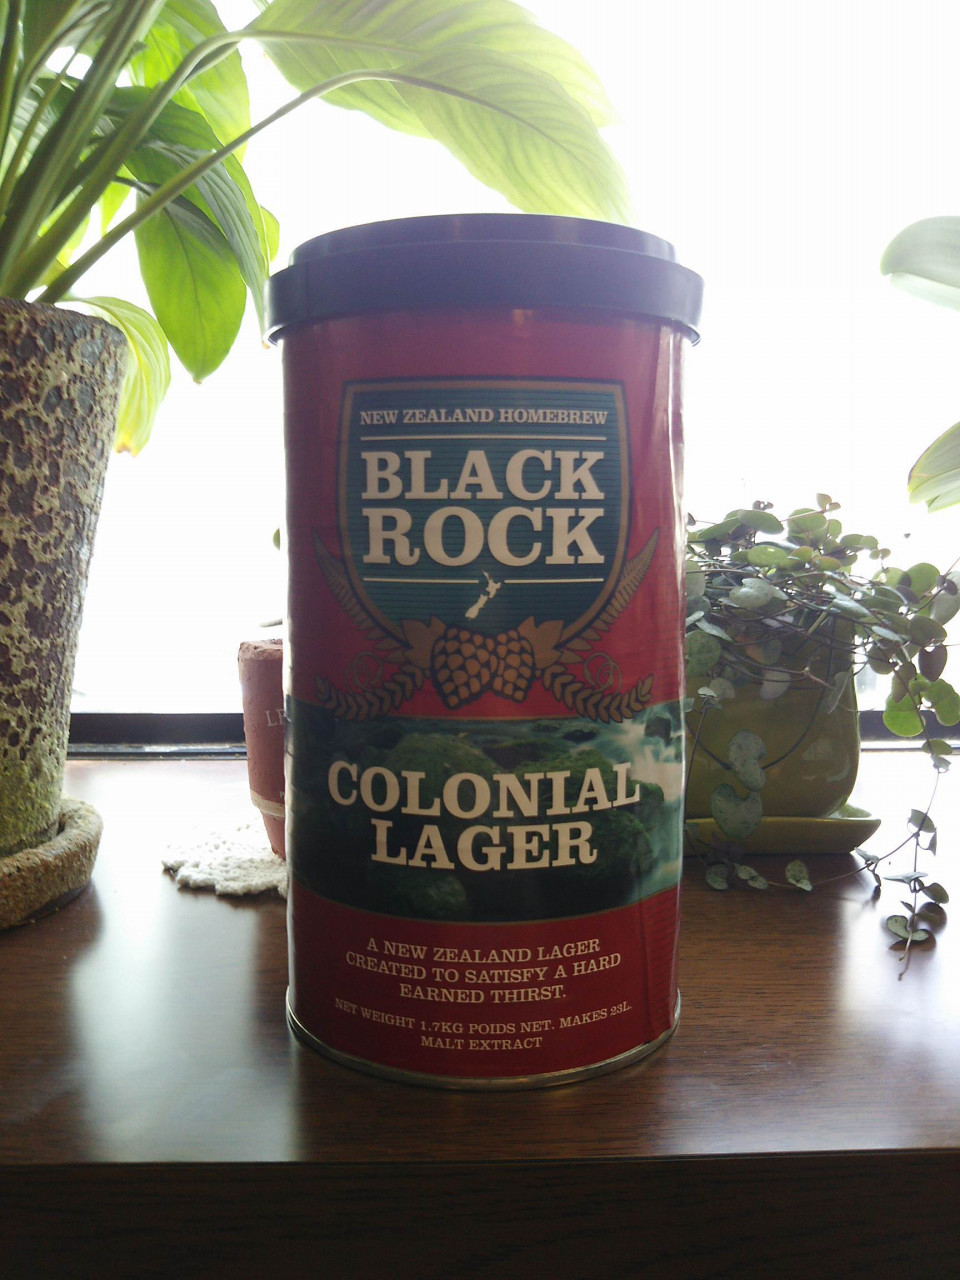 NEW ZEALAND HOMEBREW
BLACK
ROCK
COLONIAL
LAGER
A NEW ZEALAND LAGER
CREATED TO SATISFY A HARD
EARNED THIRST.
NET WEIGHT 1.7KG POIDS NET. MAKES 23L.
MALT EXTRACT